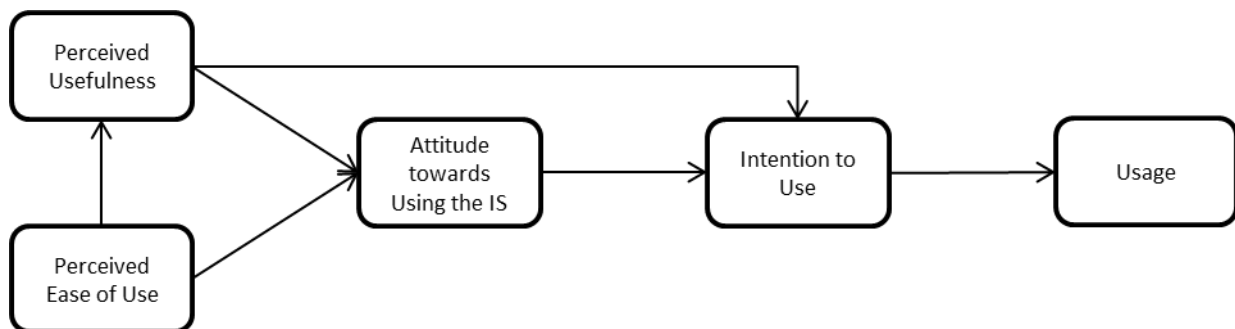 Perceived
Usefulness
Attitude
towards
Using the IS
Intention to
Use
Usage
Perceived
Ease of Use